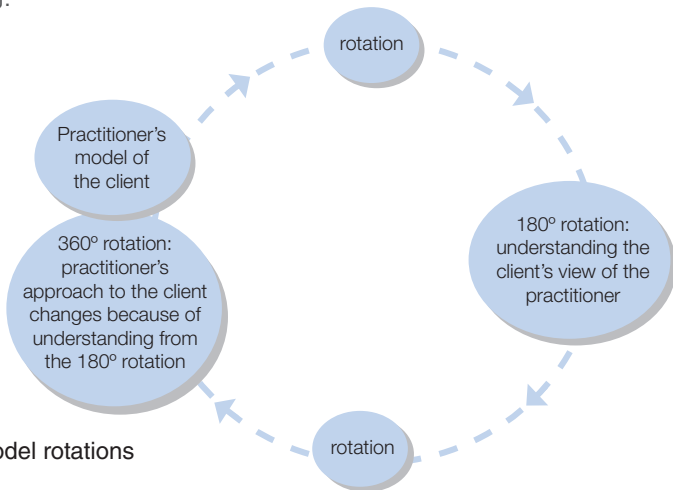 rotation
Practitioner's
model of
the client
180º rotation:
understanding the
client's view of the
practitioner
360º rotation:
practitioner's
approach to the client
changes because of
understanding from
the 180º rotation
rotation
rotations